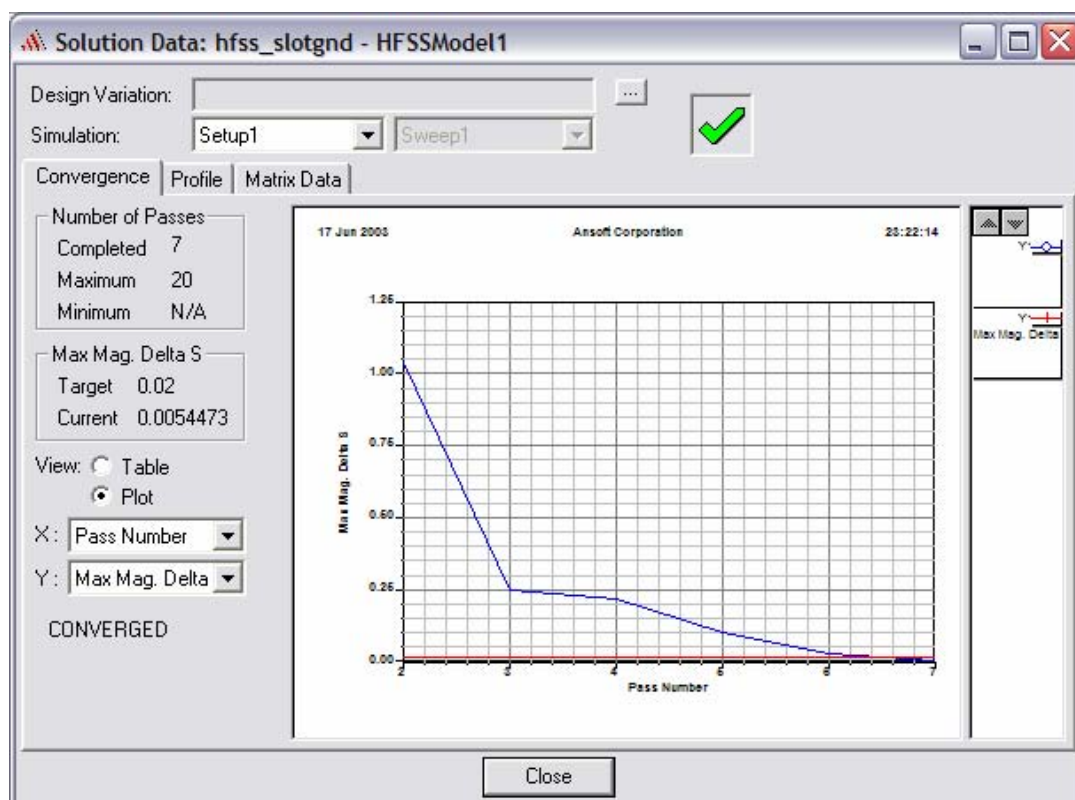 Solution Data: hfss_slotgnd - HFSSModel1
Design Variation:
...
Simulation: Setup1 Sweep1
Convergence Profile Matrix Data
Number of Passes
Completed 7
Maximum 20
Minimum N/A
Max Mag. Delta S
Target 0.02
Current 0.0054473
View: Table
Plot
X: Pass Number
Y: Max Mag. Delta
CONVERGED
17 Jun 2003 Ansoft Corporation 23:22:14
1.25
1.00
0.75
0.50
0.25
0.00
Max Mag. Delta S
2 3 4 5 6 7
Pass Number
Y:
Y:
Max Mag. Delta
Close